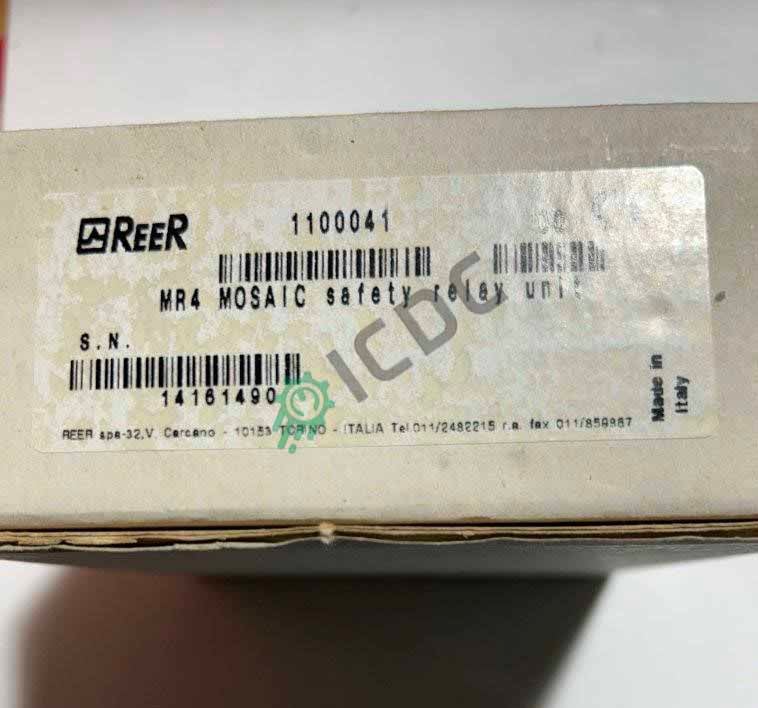 REER 1100041 00
MR4 MOSAIC safety relay unit
S.N.
14161490
REER spa-32,V. Carcano - 10153 TORINO - ITALIA Tel.011/2482215 r.a. fax 011/859867
Made in
Italy
ICDC